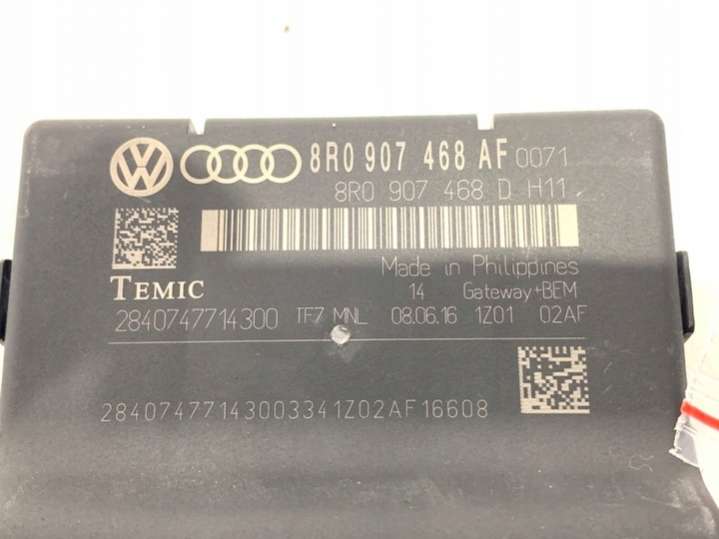 8R0 907 468 AF 0071
8R0 907 468 D H11
Made in Philippines
TEMIC
14 Gateway+BEM
2840747714300 TF7 MNL 08.06.16 1Z01 02AF
28407477143003341Z02AF16608